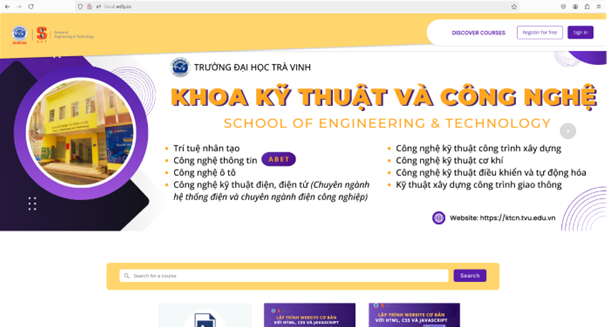 local.edly.io
School of
Engineering & Technology
DISCOVER COURSES
Register for free
Sign in
TRƯỜNG ĐẠI HỌC TRÀ VINH
KHOA KỸ THUẬT VÀ CÔNG NGHỆ
SCHOOL OF ENGINEERING & TECHNOLOGY
Trí tuệ nhân tạo
Công nghệ thông tin ABET
Công nghệ ô tô
Công nghệ kỹ thuật điện, điện tử (Chuyên ngành
hệ thống điện và chuyên ngành điện công nghiệp)
Công nghệ kỹ thuật công trình xây dựng
Công nghệ kỹ thuật cơ khí
Công nghệ kỹ thuật điều khiển và tự động hóa
Kỹ thuật xây dựng công trình giao thông
Website: https://ktcn.tvu.edu.vn
Search for a course
Search
LẬP TRÌNH WEBSITE CƠ BẢN
VỚI HTML, CSS VÀ JAVASCRIPT
LẬP TRÌNH WEBSITE CƠ BẢN
VỚI HTML, CSS VÀ JAVASCRIPT